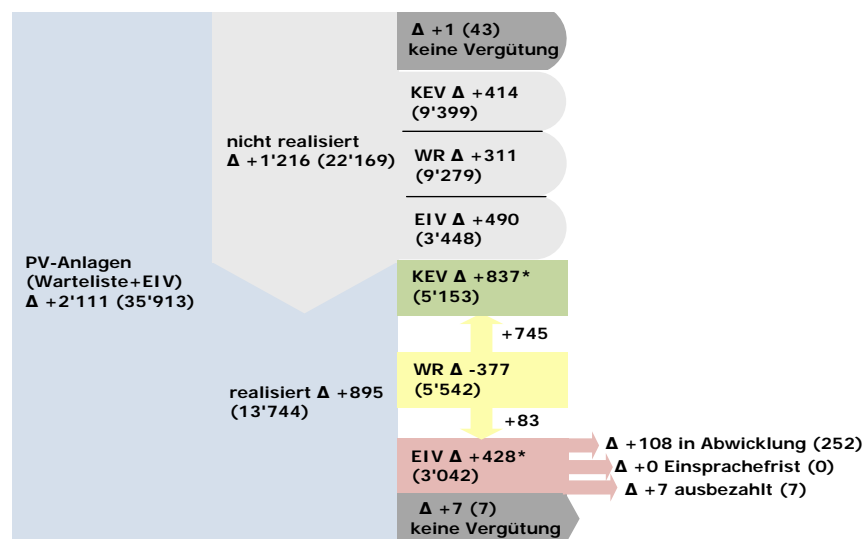 Δ +1 (43)
keine Vergütung
KEV Δ +414
(9'399)
nicht realisiert
Δ +1'216 (22'169)
WR Δ +311
(9'279)
EIV Δ +490
(3'448)
PV-Anlagen
(Warteliste+EIV)
Δ +2'111 (35'913)
KEV Δ +837*
(5'153)
+745
WR Δ -377
(5'542)
realisiert Δ +895
(13'744)
+83
EIV Δ +428*
(3'042)
Δ +108 in Abwicklung (252)
Δ +0 Einsprachefrist (0)
Δ +7 ausbezahlt (7)
Δ +7 (7)
keine Vergütung